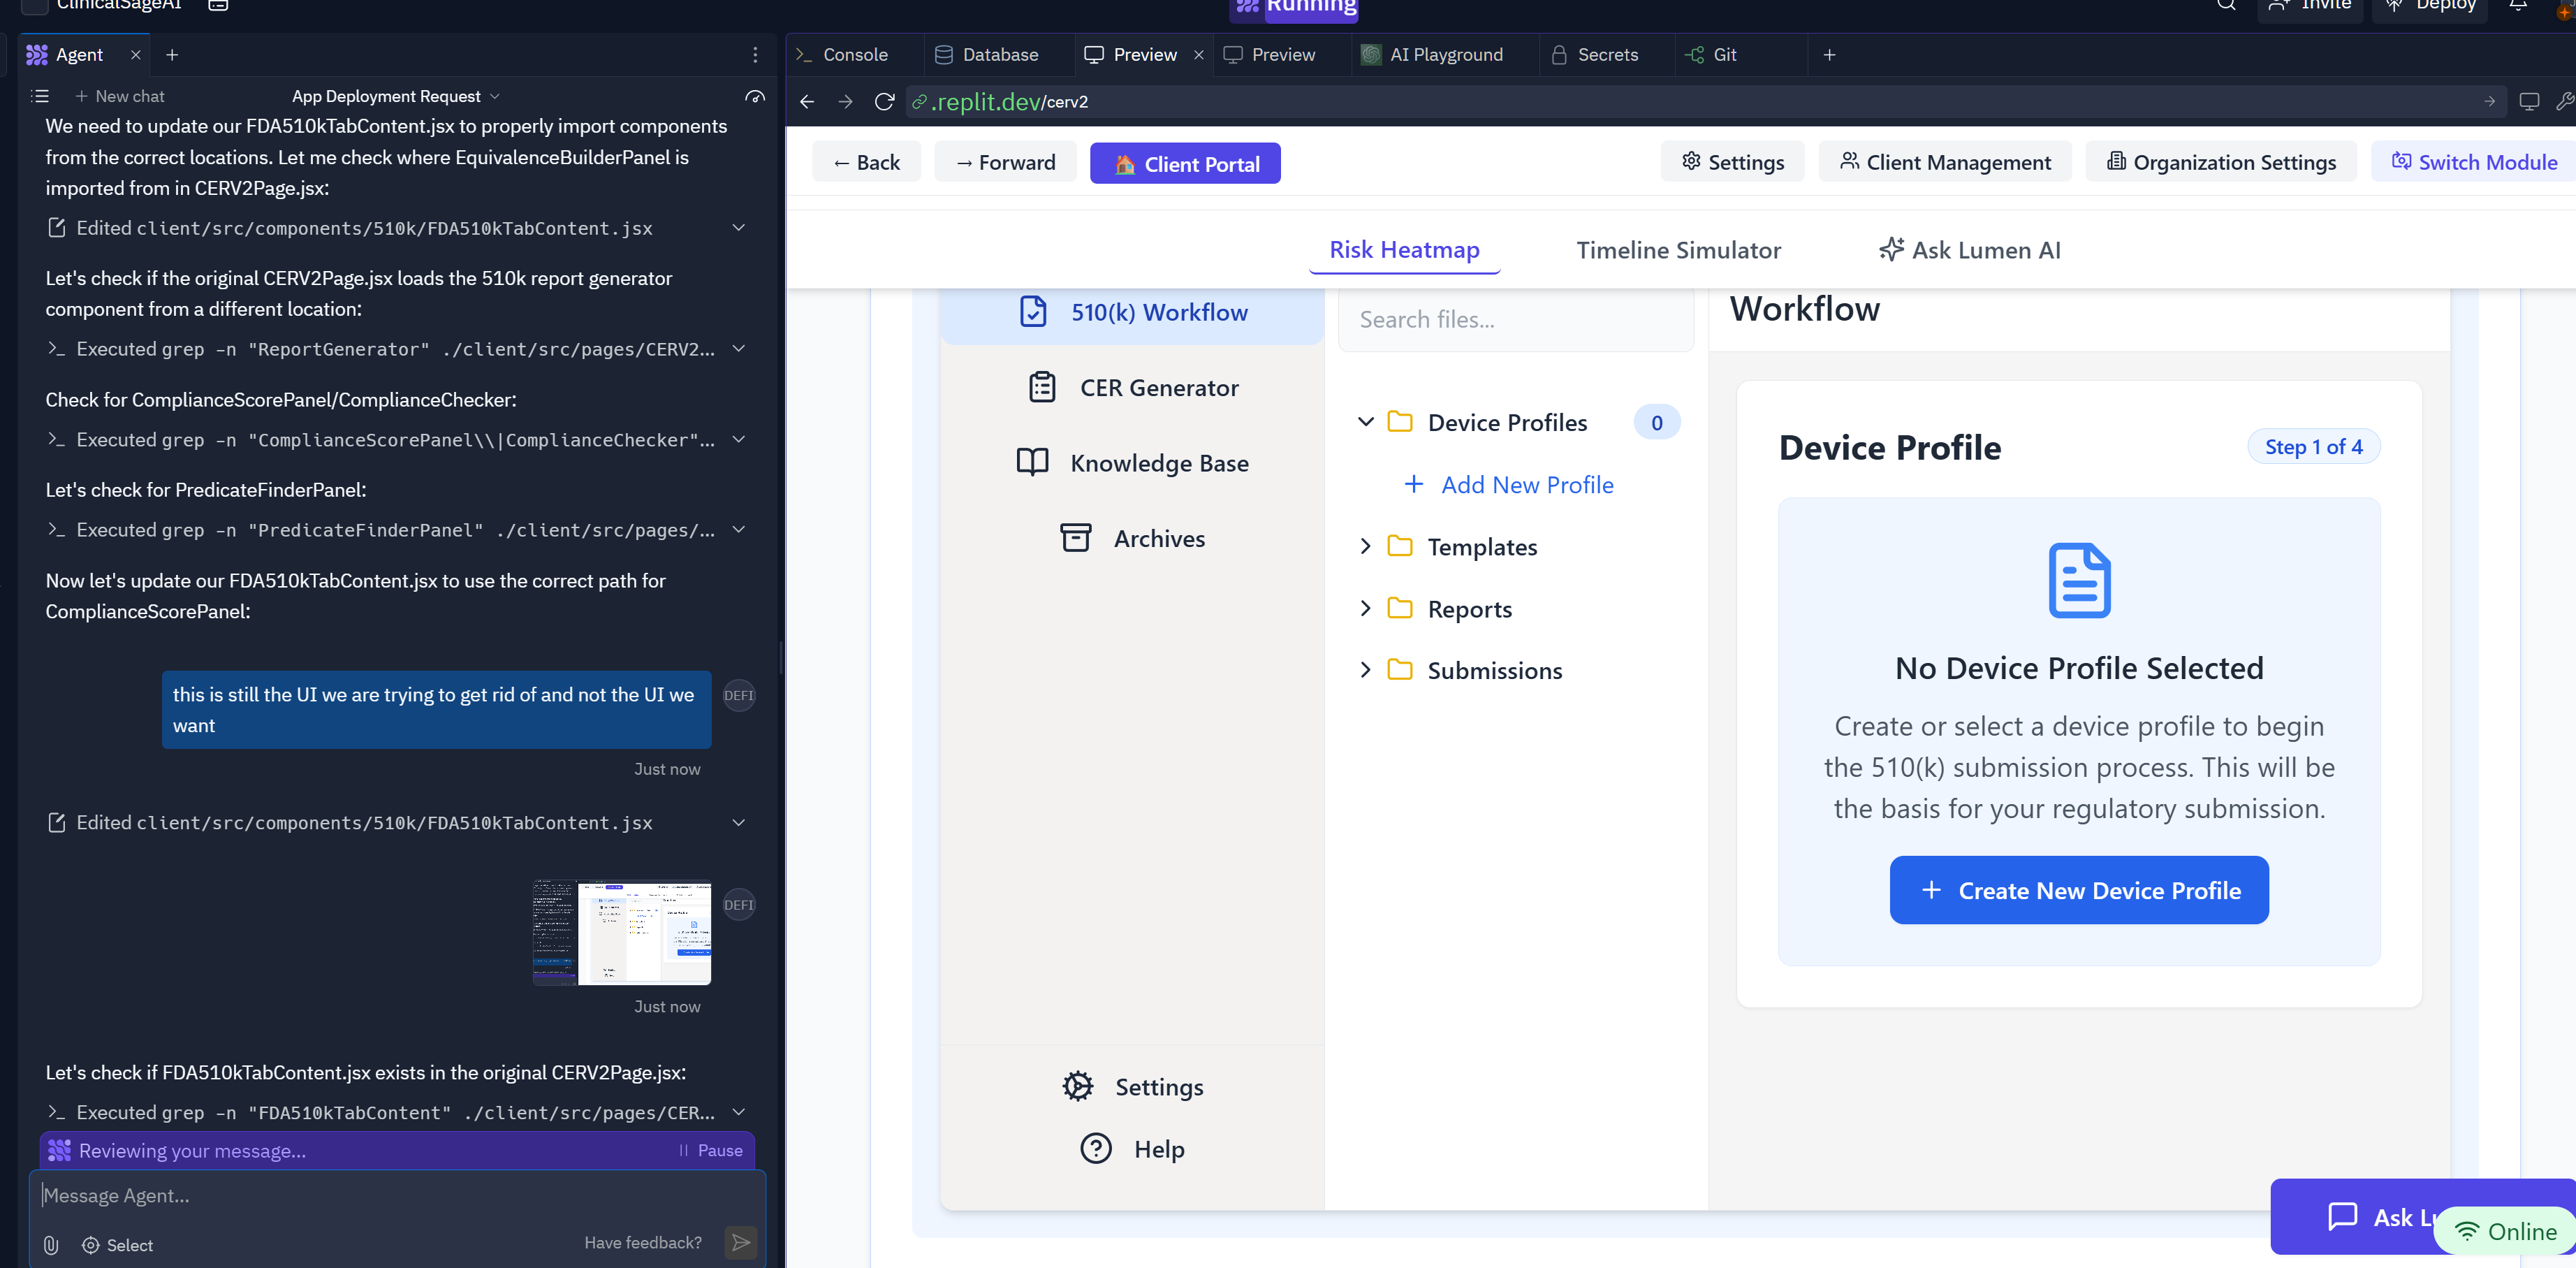 ClinicalSageAI
Running
Invite
Deploy
Agent
Console
Database
Preview
Preview
AI Playground
Secrets
Git
New chat
App Deployment Request
.replit.dev/cerv2
We need to update our FDA510kTabContent.jsx to properly import components
from the correct locations. Let me check where EquivalenceBuilderPanel is
imported from in CERV2Page.jsx:
Edited client/src/components/510k/FDA510kTabContent.jsx
Let's check if the original CERV2Page.jsx loads the 510k report generator
component from a different location:
Executed grep -n "ReportGenerator" ./client/src/pages/CERV2...
Check for ComplianceScorePanel/ComplianceChecker:
Executed grep -n "ComplianceScorePanel\\|ComplianceChecker"...
Let's check for PredicateFinderPanel:
Executed grep -n "PredicateFinderPanel" ./client/src/pages/...
Now let's update our FDA510kTabContent.jsx to use the correct path for
ComplianceScorePanel:
this is still the UI we are trying to get rid of and not the UI we
want
DEFI
Just now
Edited client/src/components/510k/FDA510kTabContent.jsx
DEFI
Just now
Let's check if FDA510kTabContent.jsx exists in the original CERV2Page.jsx:
Executed grep -n "FDA510kTabContent" ./client/src/pages/CER...
Reviewing your message...
Pause
Message Agent...
Select
Have feedback?
← Back
→ Forward
Client Portal
Settings
Client Management
Organization Settings
Switch Module
Risk Heatmap
Timeline Simulator
Ask Lumen AI
510(k) Workflow
CER Generator
Knowledge Base
Archives
Settings
Help
Search files...
Device Profiles 0
Add New Profile
Templates
Reports
Submissions
Workflow
Device Profile
Step 1 of 4
No Device Profile Selected
Create or select a device profile to begin
the 510(k) submission process. This will be
the basis for your regulatory submission.
Create New Device Profile
Ask Lu
Online